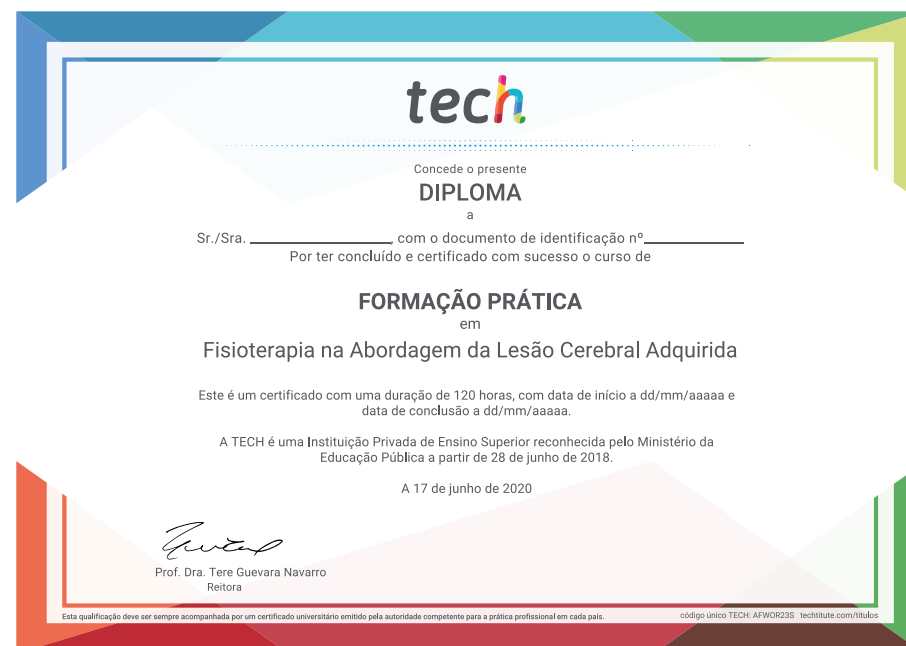 tech
Concede o presente
DIPLOMA
a
Sr./Sra. ____________________, com o documento de identificação nº______________
Por ter concluído e certificado com sucesso o curso de
FORMAÇÃO PRÁTICA
em
Fisioterapia na Abordagem da Lesão Cerebral Adquirida
Este é um certificado com uma duração de 120 horas, com data de início a dd/mm/aaaaa e
data de conclusão a dd/mm/aaaaa.
A TECH é uma Instituição Privada de Ensino Superior reconhecida pelo Ministério da
Educação Pública a partir de 28 de junho de 2018.
A 17 de junho de 2020
Prof. Dra. Tere Guevara Navarro
Reitora
Esta qualificação deve ser sempre acompanhada por um certificado universitário emitido pela autoridade competente para a prática profissional em cada país.
código único TECH: AFWOR23S techtitute.com/titulos